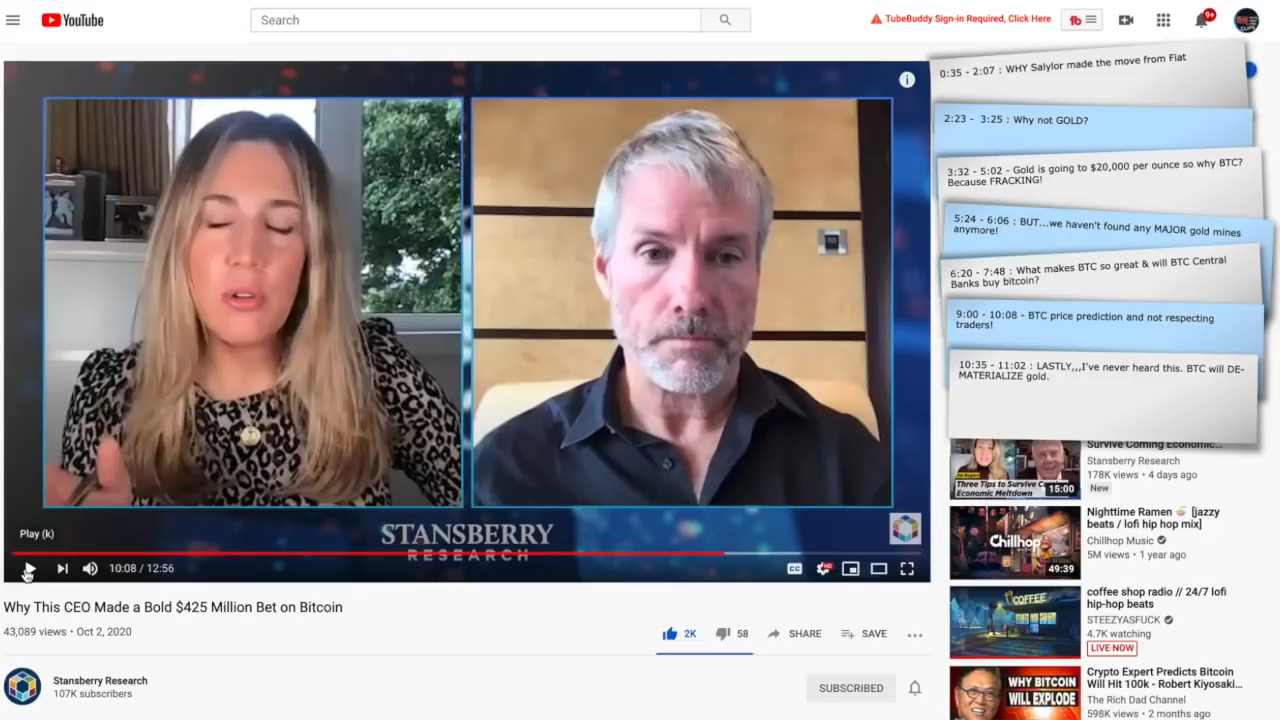 YouTube
Search
TubeBuddy Sign-in Required, Click Here
tb
9+
0:35 - 2:07 : WHY Salylor made the move from Fiat
2:23 - 3:25 : Why not GOLD?
3:32 - 5:02 - Gold is going to $20,000 per ounce so why BTC?
Because FRACKING!
5:24 - 6:06 : BUT...we haven't found any MAJOR gold mines
anymore!
6:20 - 7:48 : What makes BTC so great & will BTC Central
Banks buy bitcoin?
9:00 - 10:08 - BTC price prediction and not respecting
traders!
10:35 - 11:02 : LASTLY,,,I've never heard this. BTC will DE-
MATERIALIZE gold.
Play (k)
STANSBERRY
RESEARCH
10:08 / 12:56
CC
HD
Why This CEO Made a Bold $425 Million Bet on Bitcoin
43,089 views • Oct 2, 2020
2K
58
SHARE
SAVE
Stansberry Research
107K subscribers
SUBSCRIBED
Survive Coming Economic...
Stansberry Research
178K views • 4 days ago
New
Three Tips to Survive
Economic Meltdown
15:00
Nighttime Ramen 🍜 [jazzy
beats / lofi hip hop mix]
Chillhop Music
5M views • 1 year ago
Chillhop
49:39
coffee shop radio // 24/7 lofi
hip-hop beats
STEEZYASFUCK
4.7K watching
LIVE NOW
COFFEE
Crypto Expert Predicts Bitcoin
Will Hit 100k - Robert Kiyosaki...
The Rich Dad Channel
598K views • 2 months ago
WHY BITCOIN
WILL EXPLODE